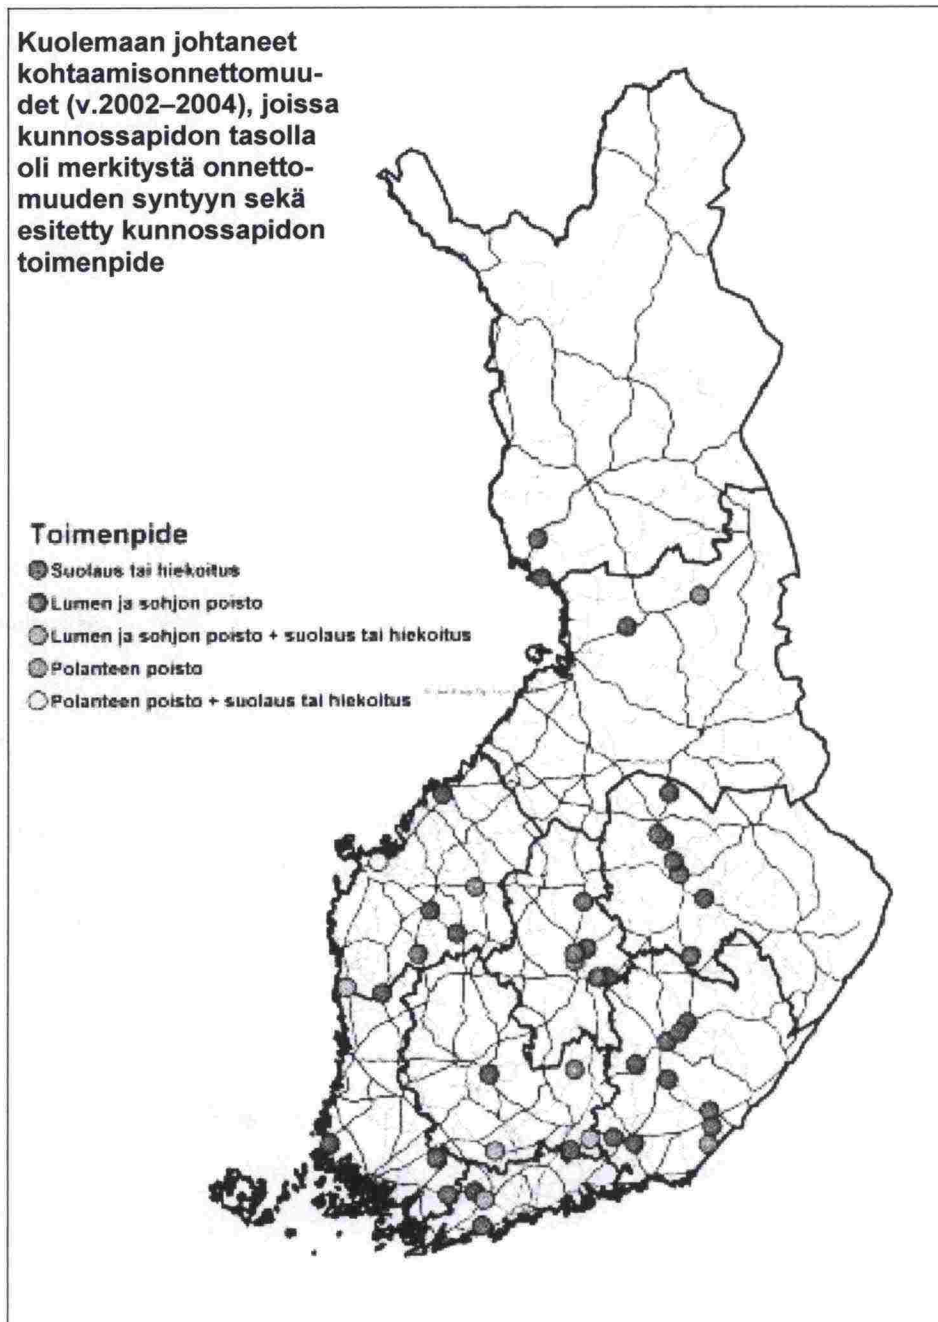 Kuolemaan johtaneet
kohtaamisonnettomuu-
det (v.2002–2004), joissa
kunnossapidon tasolla
oli merkitystä onnetto-
muuden syntyyn sekä
esitetty kunnossapidon
toimenpide
Toimenpide
Suolaus tai hiekoitus
Lumen ja sohjon poisto
Lumen ja sohjon poisto + suolaus tai hiekoitus
Polanteen poisto
Polanteen poisto + suolaus tai hiekoitus